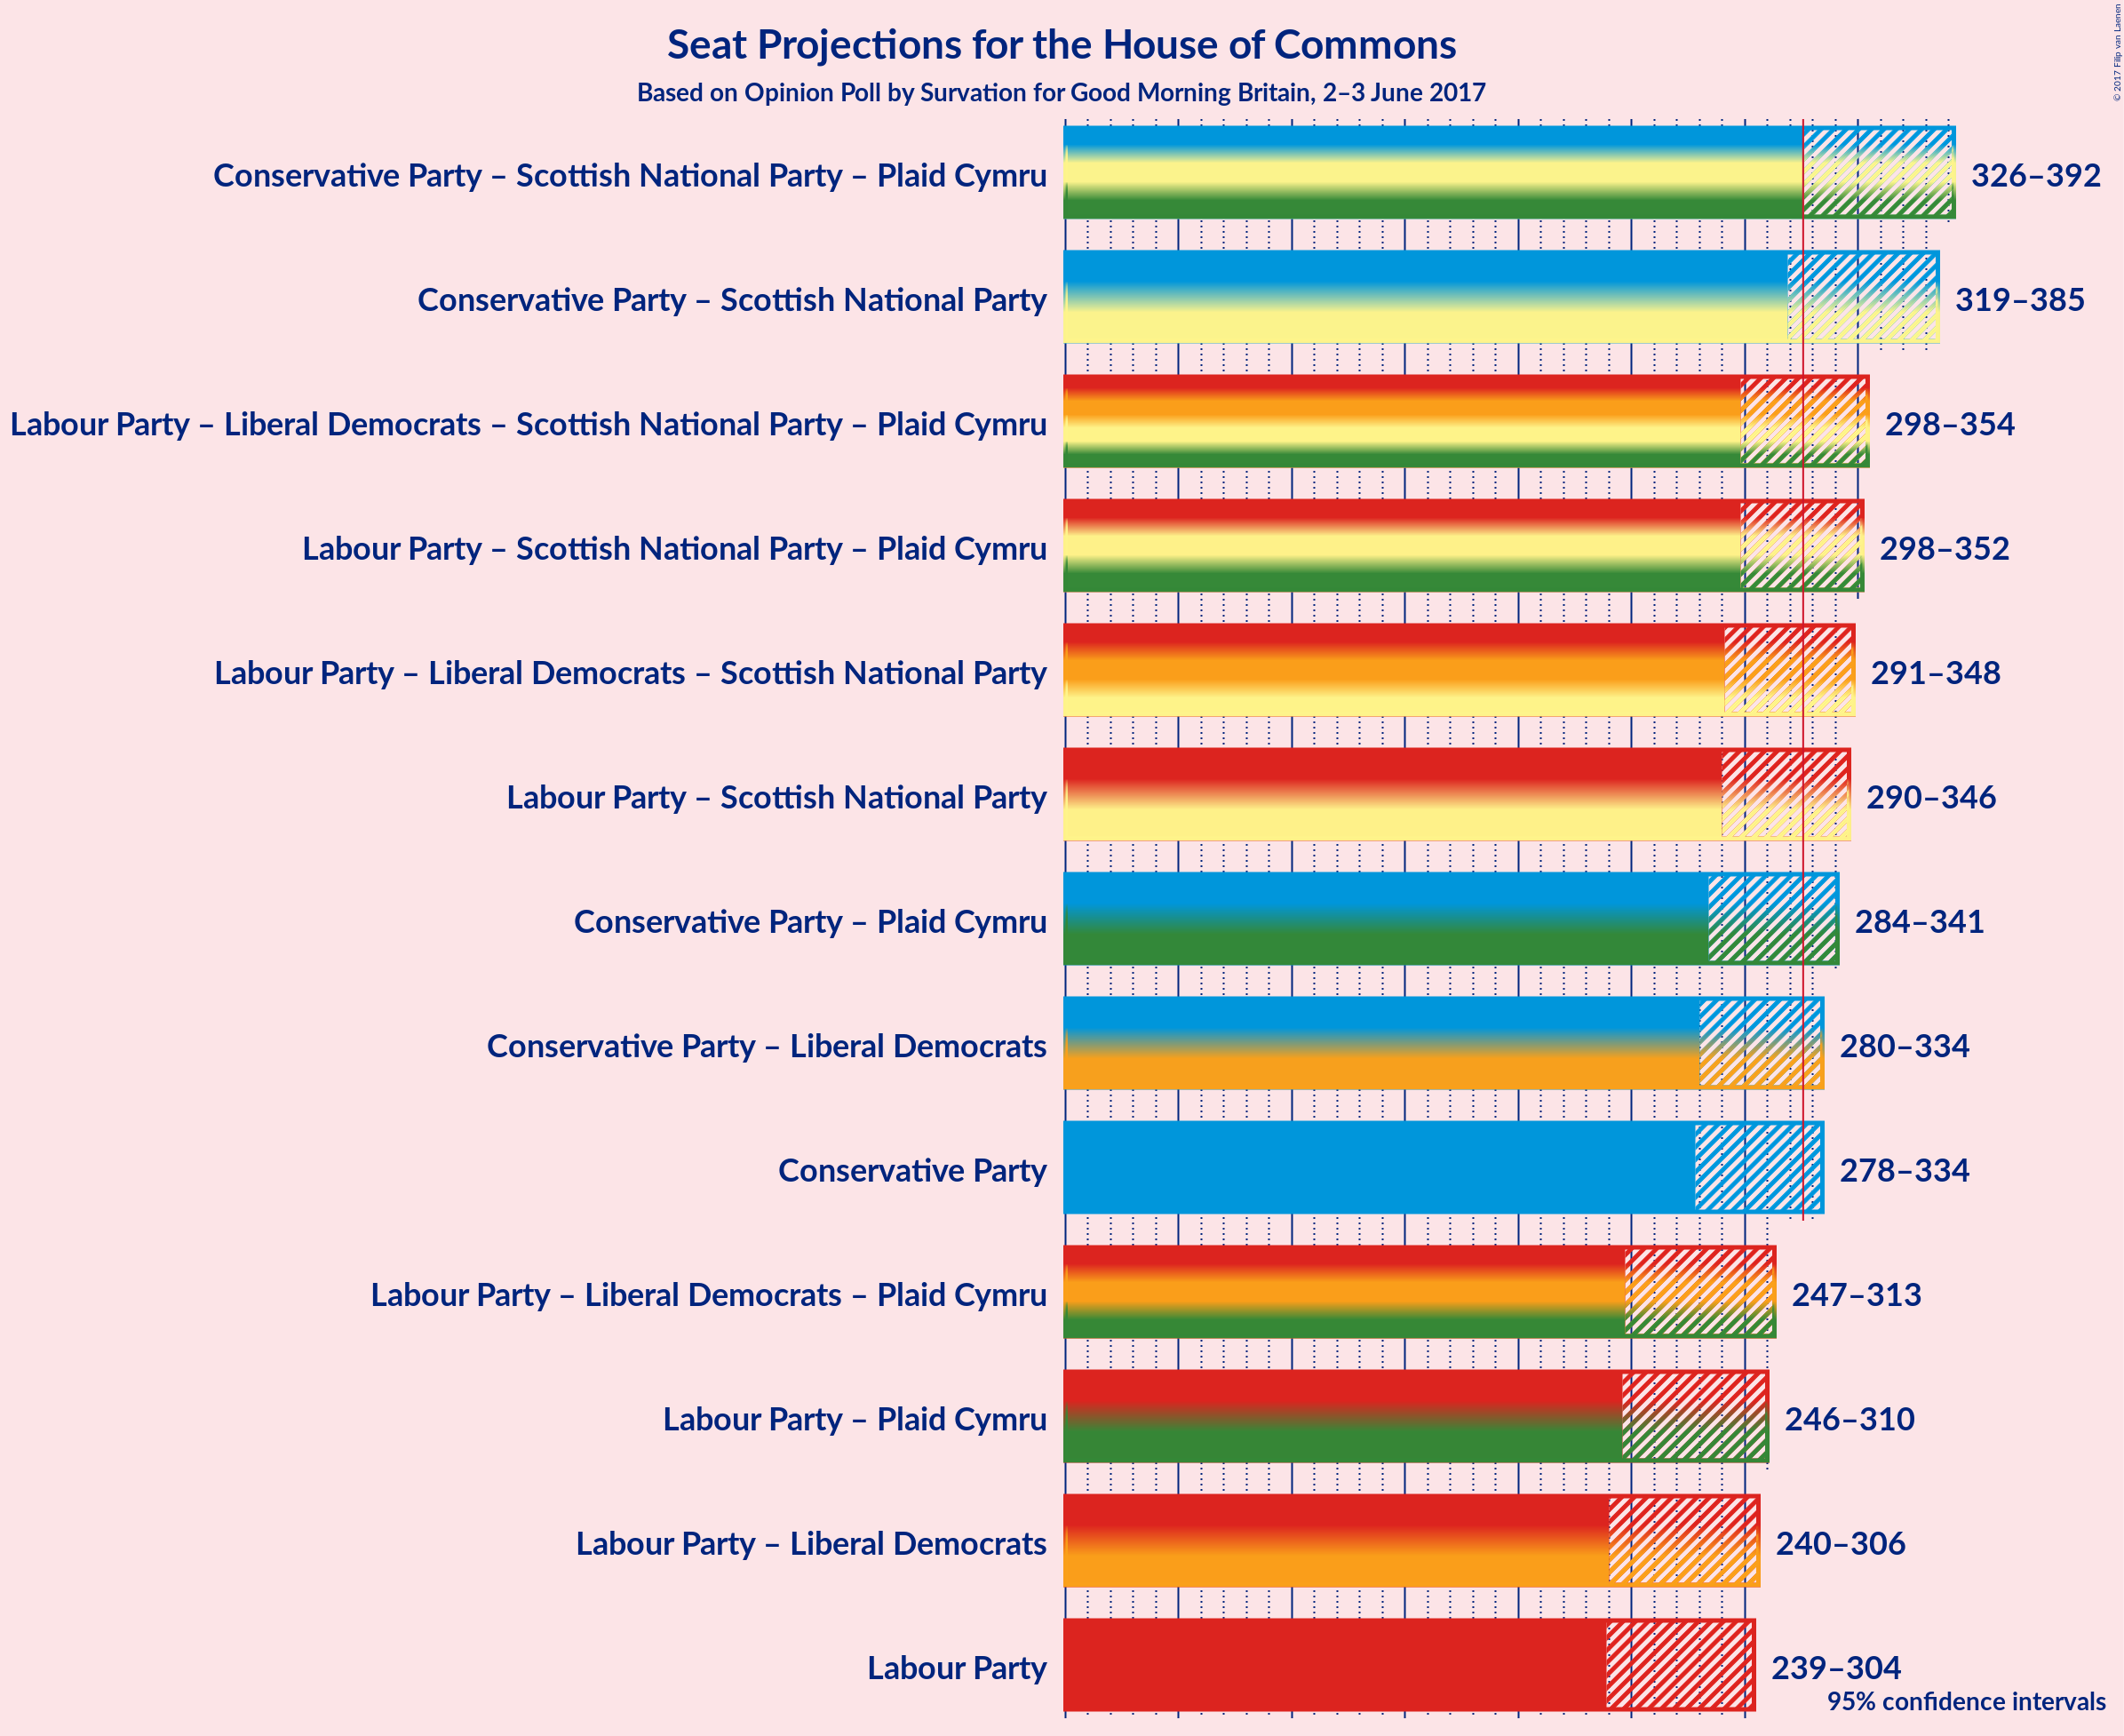 Seat Projections for the House of Commons
Based on Opinion Poll by Survation for Good Morning Britain, 2–3 June 2017
© 2017 Filip van Laenen
Conservative Party – Scottish National Party – Plaid Cymru 326–392
Conservative Party – Scottish National Party 319–385
Labour Party – Liberal Democrats – Scottish National Party – Plaid Cymru 298–354
Labour Party – Scottish National Party – Plaid Cymru 298–352
Labour Party – Liberal Democrats – Scottish National Party 291–348
Labour Party – Scottish National Party 290–346
Conservative Party – Plaid Cymru 284–341
Conservative Party – Liberal Democrats 280–334
Conservative Party 278–334
Labour Party – Liberal Democrats – Plaid Cymru 247–313
Labour Party – Plaid Cymru 246–310
Labour Party – Liberal Democrats 240–306
Labour Party 239–304
95% confidence intervals